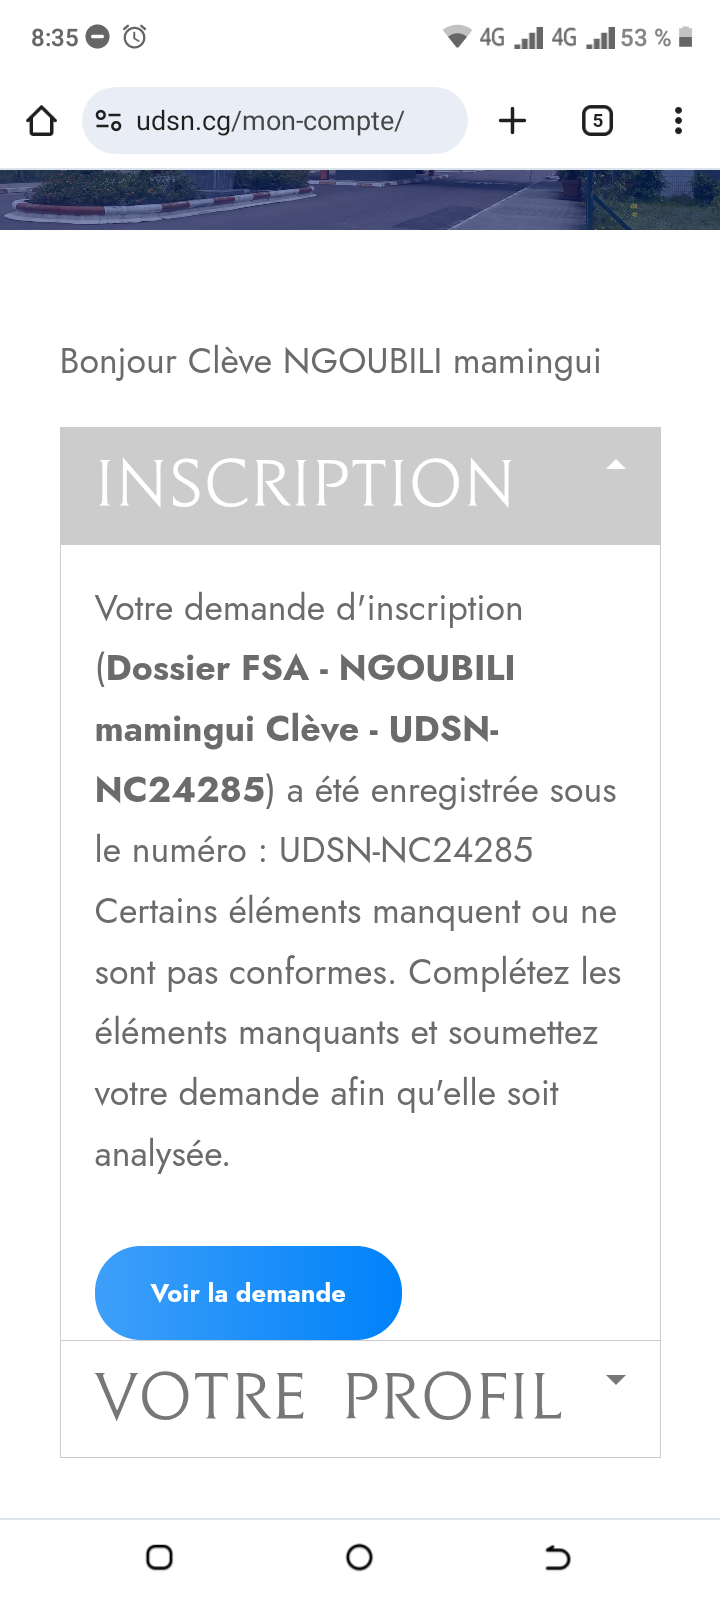 8:35 4G 4G 53 %
udsn.cg/mon-compte/ 5
Bonjour Clève NGOUBILI mamingui
INSCRIPTION
Votre demande d'inscription
(Dossier FSA - NGOUBILI
mamingui Clève - UDSN-
NC24285) a été enregistrée sous
le numéro : UDSN-NC24285
Certains éléments manquent ou ne
sont pas conformes. Complétez les
éléments manquants et soumettez
votre demande afin qu'elle soit
analysée.
Voir la demande
VOTRE PROFIL